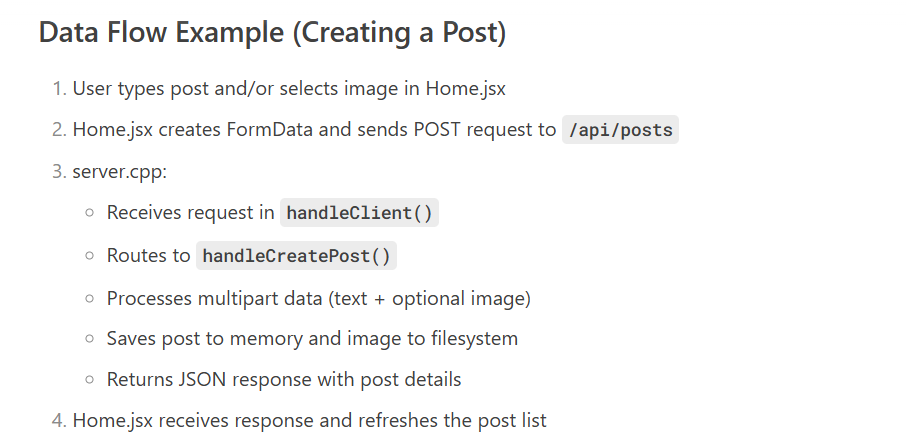 Data Flow Example (Creating a Post)
1. User types post and/or selects image in Home.jsx
2. Home.jsx creates FormData and sends POST request to /api/posts
3. server.cpp:
○ Receives request in handleClient()
○ Routes to handleCreatePost()
○ Processes multipart data (text + optional image)
○ Saves post to memory and image to filesystem
○ Returns JSON response with post details
4. Home.jsx receives response and refreshes the post list